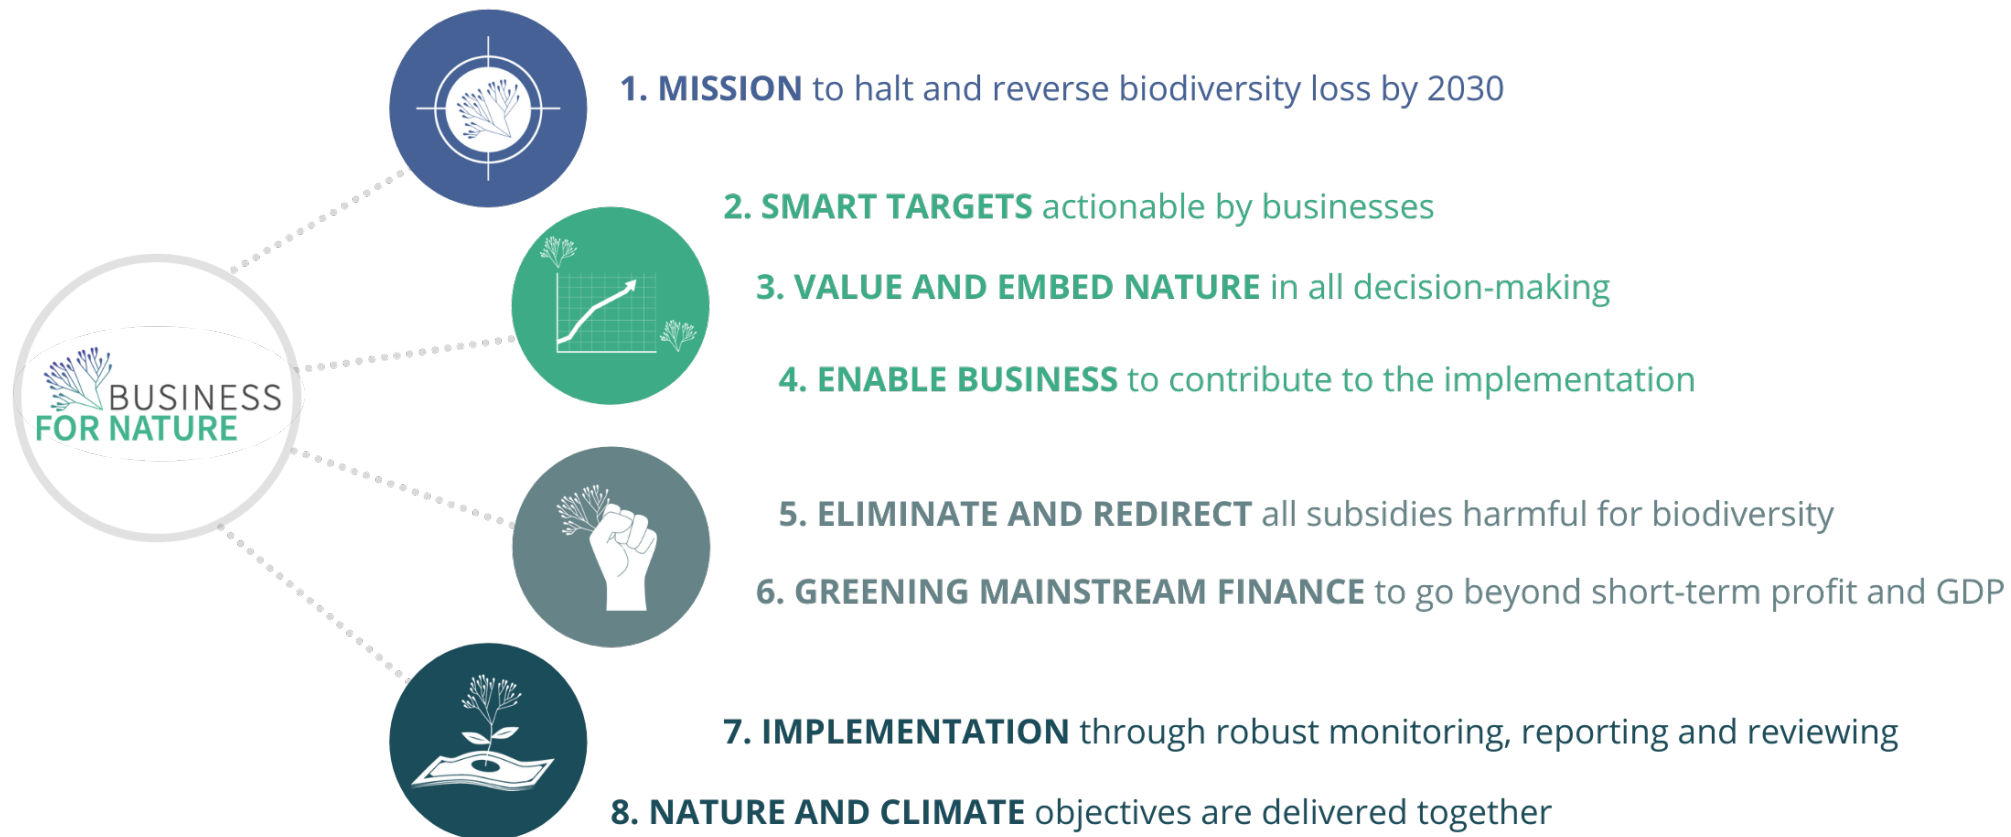 1. MISSION to halt and reverse biodiversity loss by 2030
2. SMART TARGETS actionable by businesses
3. VALUE AND EMBED NATURE in all decision-making
BUSINESS
FOR NATURE
4. ENABLE BUSINESS to contribute to the implementation
5. ELIMINATE AND REDIRECT all subsidies harmful for biodiversity
6. GREENING MAINSTREAM FINANCE to go beyond short-term profit and GDP
7. IMPLEMENTATION through robust monitoring, reporting and reviewing
8. NATURE AND CLIMATE objectives are delivered together